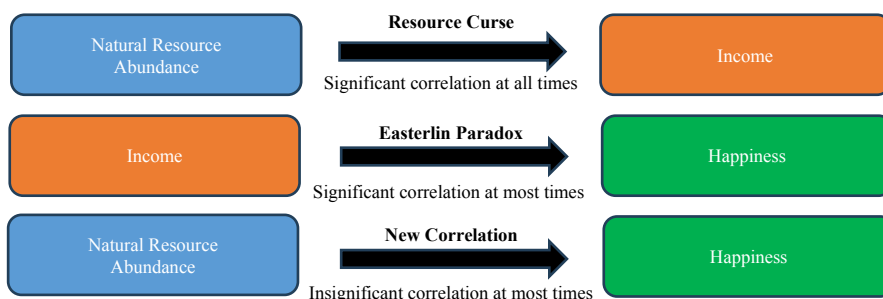 Natural Resource
Abundance
Resource Curse
Significant correlation at all times
Income
Income
Easterlin Paradox
Significant correlation at most times
Happiness
Natural Resource
Abundance
New Correlation
Insignificant correlation at most times
Happiness